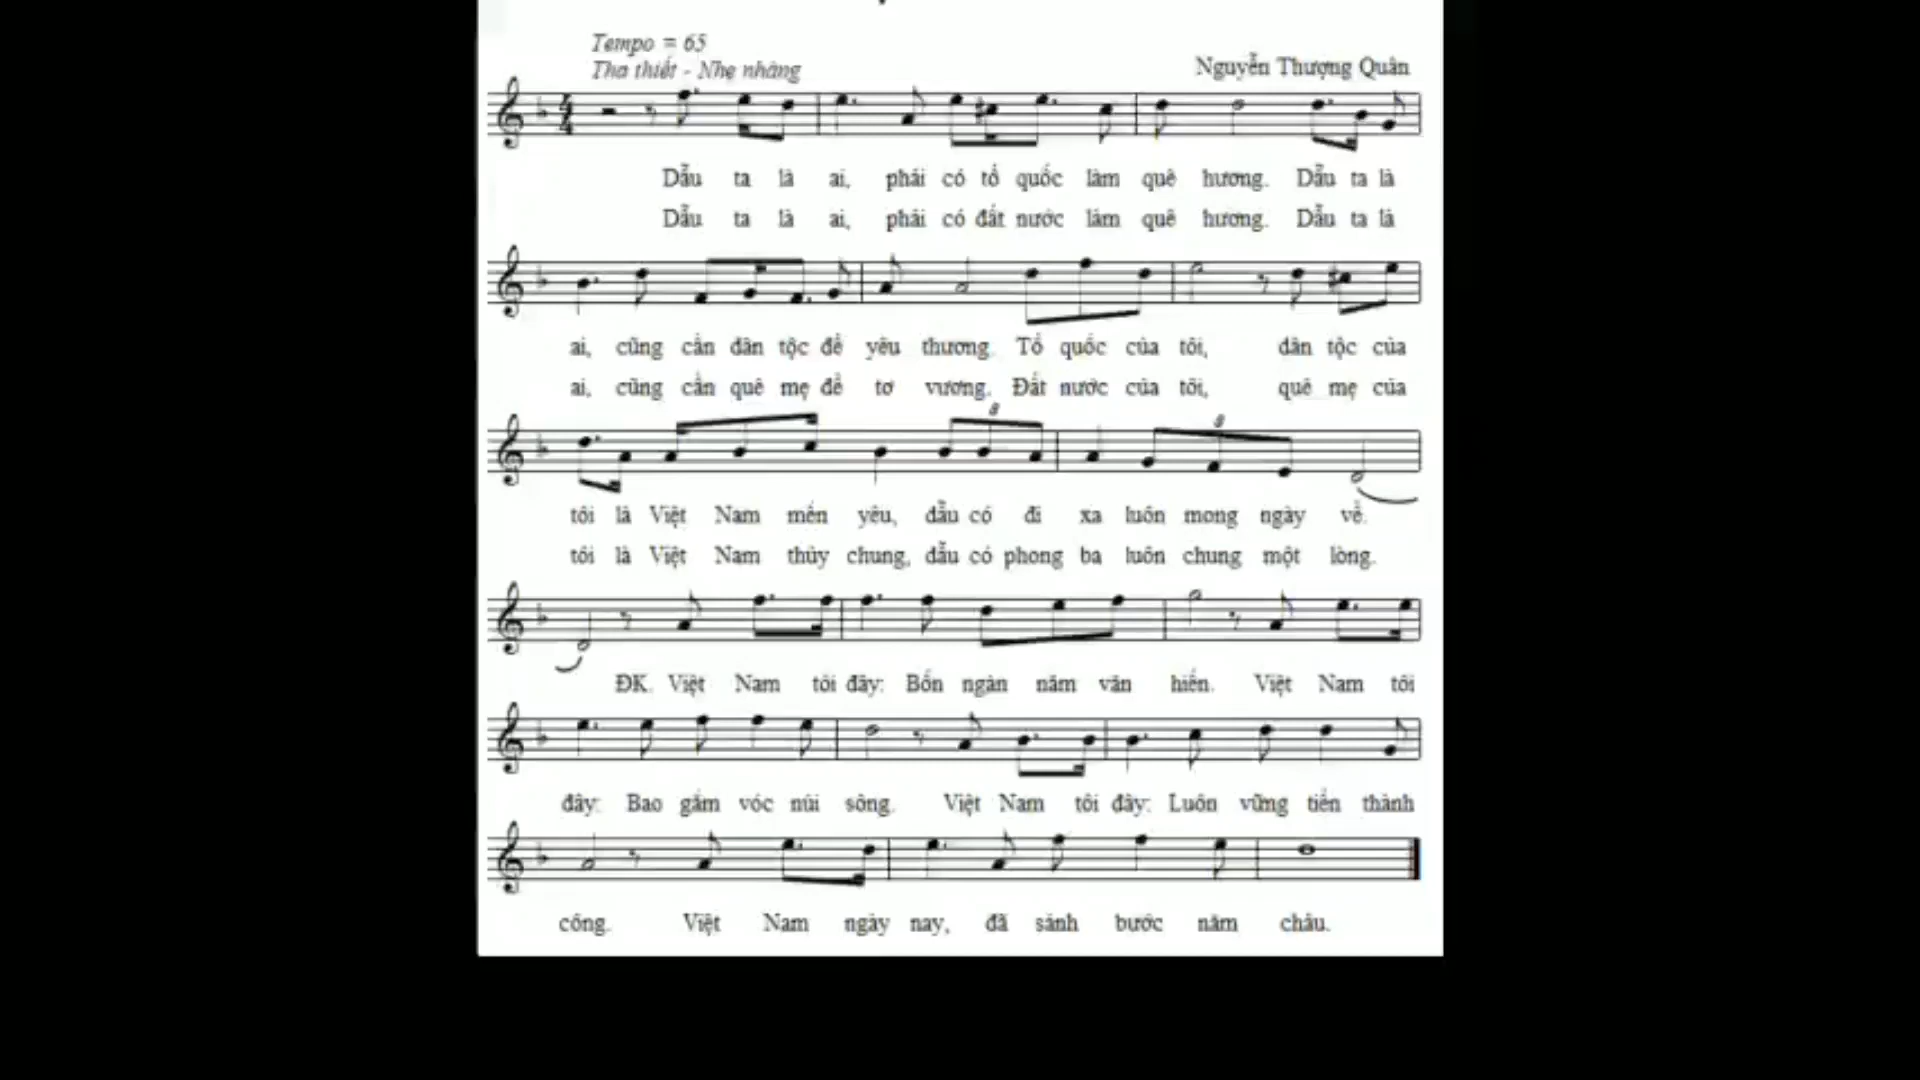 Tempo = 65
Tha thiết - Nhẹ nhàng
Nguyễn Thượng Quân
Dẫu ta là ai, phải có tổ quốc làm quê hương. Dẫu ta là
Dẫu ta là ai, phải có đất nước làm quê hương. Dẫu ta là
ai, cũng cần dân tộc để yêu thương. Tổ quốc của tôi, dân tộc của
ai, cũng cần quê mẹ để tơ vương. Đất nước của tôi, quê mẹ của
tôi là Việt Nam mến yêu, dẫu có đi xa luôn mong ngày về.
tôi là Việt Nam thủy chung, dẫu có phong ba luôn chung một lòng.
ĐK. Việt Nam tôi đây: Bốn ngàn năm văn hiến. Việt Nam tôi
đây: Bao gấm vóc núi sông. Việt Nam tôi đây: Luôn vững tiến thành
công. Việt Nam ngày nay, đã sánh bước năm châu.